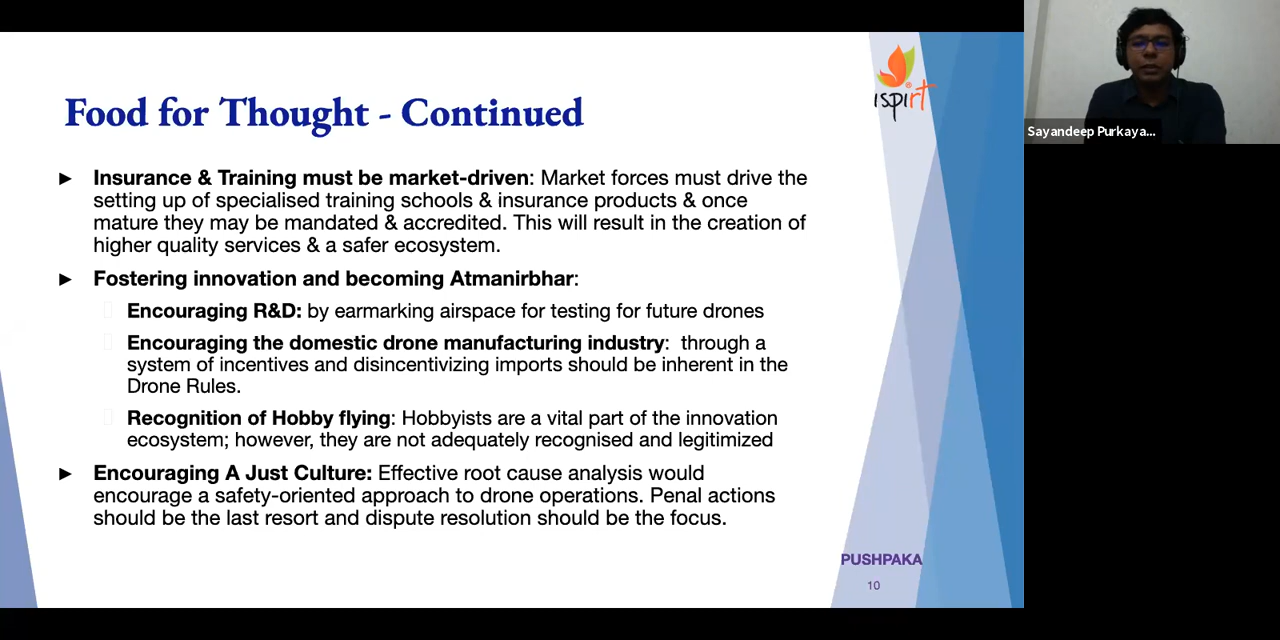 Food for Thought - Continued
► Insurance & Training must be market-driven: Market forces must drive the
setting up of specialised training schools & insurance products & once
mature they may be mandated & accredited. This will result in the creation of
higher quality services & a safer ecosystem.
► Fostering innovation and becoming Atmanirbhar:
Encouraging R&D: by earmarking airspace for testing for future drones
Encouraging the domestic drone manufacturing industry: through a
system of incentives and disincentivizing imports should be inherent in the
Drone Rules.
Recognition of Hobby flying: Hobbyists are a vital part of the innovation
ecosystem; however, they are not adequately recognised and legitimized
► Encouraging A Just Culture: Effective root cause analysis would
encourage a safety-oriented approach to drone operations. Penal actions
should be the last resort and dispute resolution should be the focus.
ıspırt
PUSHPAKA
10
Sayandeep Purkaya...